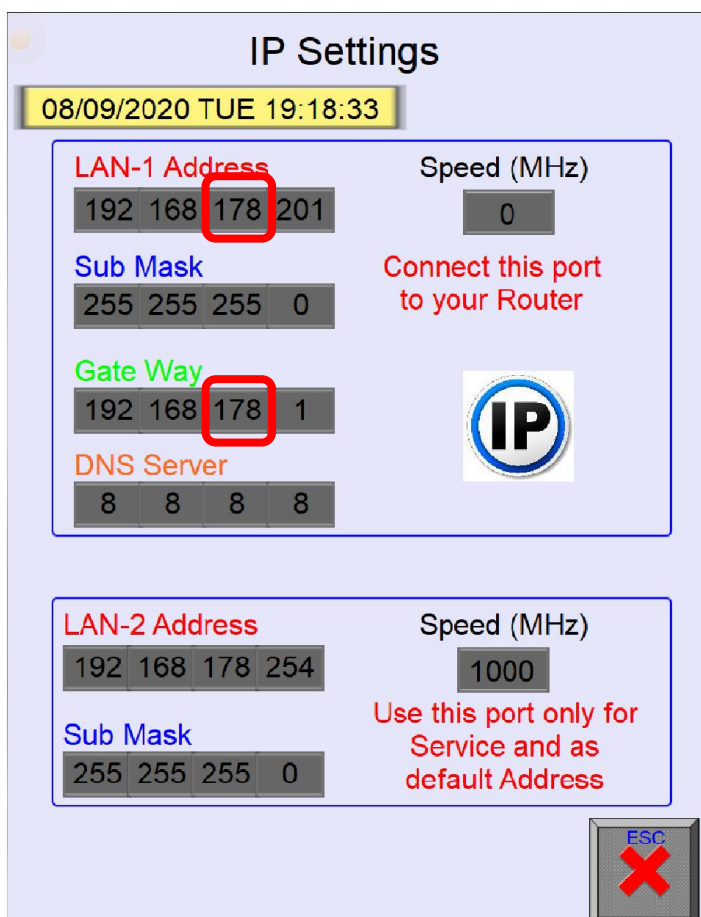 IP Settings
08/09/2020 TUE 19:18:33
LAN-1 Address
192 168 178 201
Speed (MHz)
0
Sub Mask
255 255 255 0
Connect this port
to your Router
Gate Way
192 168 178 1
IP
DNS Server
8 8 8 8
LAN-2 Address
192 168 178 254
Speed (MHz)
1000
Sub Mask
255 255 255 0
Use this port only for
Service and as
default Address
ESC